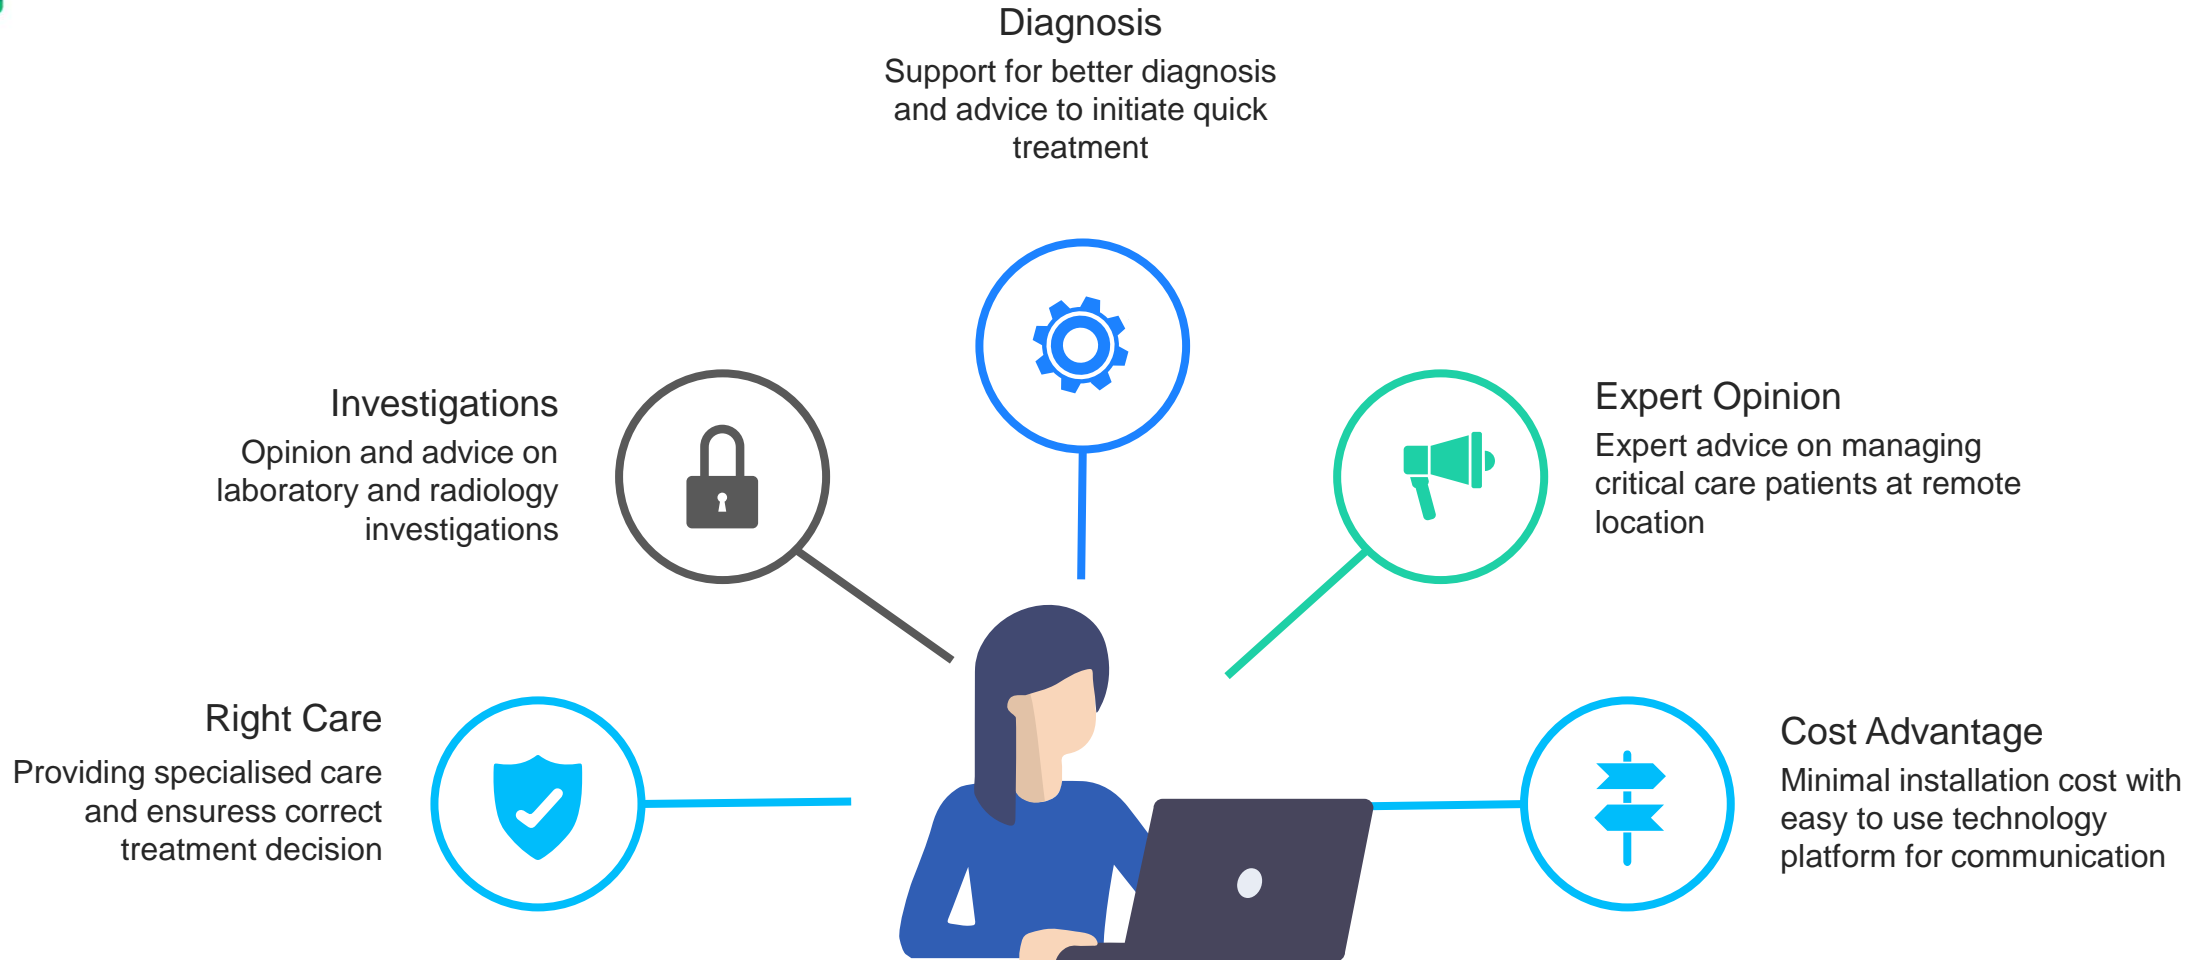 Diagnosis
Support for better diagnosis
and advice to initiate quick
treatment
Investigations
Opinion and advice on
laboratory and radiology
investigations
Expert Opinion
Expert advice on managing
critical care patients at remote
location
Right Care
Providing specialised care
and ensuress correct
treatment decision
Cost Advantage
Minimal installation cost with
easy to use technology
platform for communication